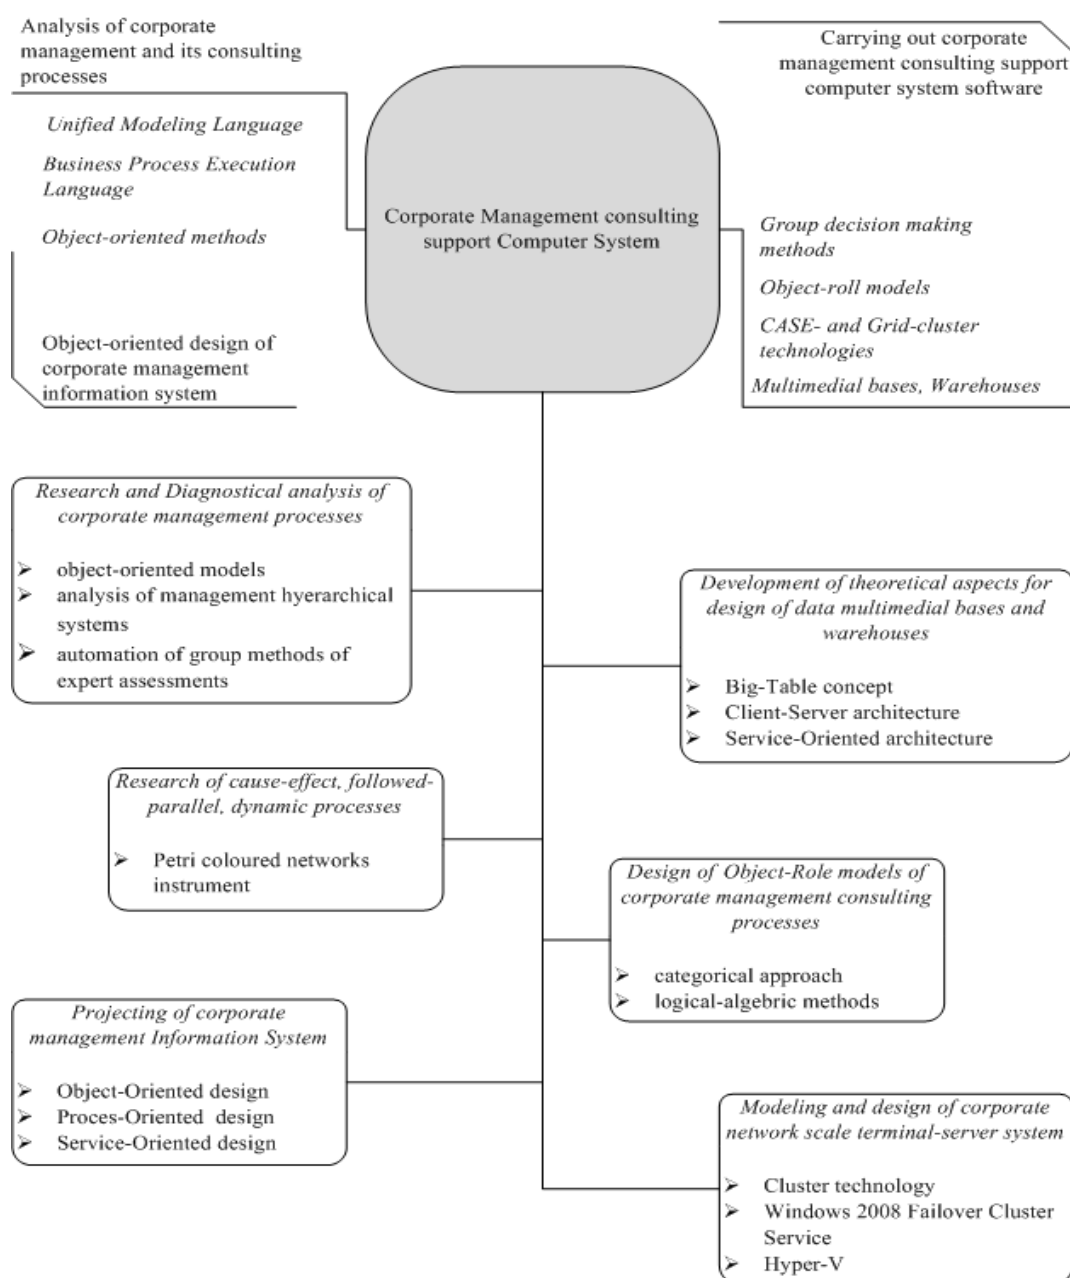 Analysis of corporate
management and its consulting
processes
Unified Modeling Language
Business Process Execution
Language
Object-oriented methods
Object-oriented design of
corporate management
information system
Corporate Management consulting
support Computer System
Carrying out corporate
management consulting support
computer system software
Group decision making
methods
Object-roll models
CASE- and Grid-cluster
technologies
Multimedial bases, Warehouses
Research and Diagnostical analysis of
corporate management processes
➢ object-oriented models
➢ analysis of management hyerarchical
systems
➢ automation of group methods of
expert assessments
Development of theoretical aspects for
design of data multimedial bases and
warehouses
➢ Big-Table concept
➢ Client-Server architecture
➢ Service-Oriented architecture
Research of cause-effect, followed-
parallel, dynamic processes
➢ Petri coloured networks
instrument
Design of Object-Role models of
corporate management consulting
processes
➢ categorical approach
➢ logical-algebric methods
Projecting of corporate
management Information System
➢ Object-Oriented design
➢ Proces-Oriented design
➢ Service-Oriented design
Modeling and design of corporate
network scale terminal-server system
➢ Cluster technology
➢ Windows 2008 Failover Cluster
Service
➢ Hyper-V